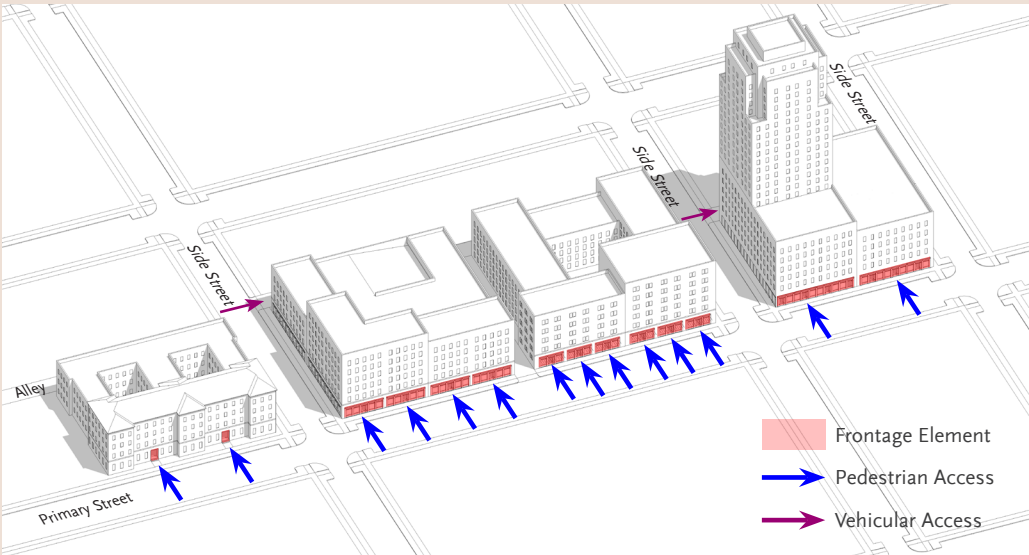 Side Street
Side Street
Side Street
Alley
Primary Street
Frontage Element
Pedestrian Access
Vehicular Access